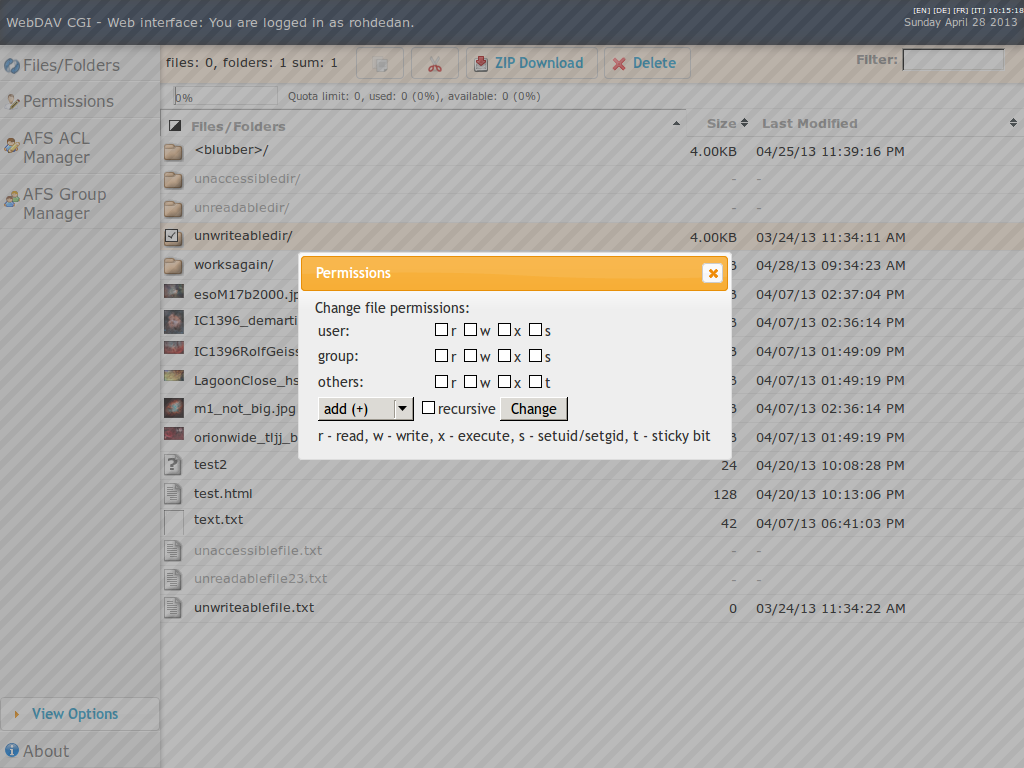 WebDAV CGI - Web interface: You are logged in as rohdedan.
[EN] [DE] [FR] [IT] 10:15:18
Sunday April 28 2013
Files/Folders
Permissions
AFS ACL
Manager
AFS Group
Manager
files: 0, folders: 1 sum: 1
ZIP Download
Delete
Filter:
0%
Quota limit: 0, used: 0 (0%), available: 0 (0%)
Files/Folders Size Last Modified
<blubber>/ 4.00KB 04/25/13 11:39:16 PM
unaccessibledir/ - -
unreadabledir/ - -
unwriteabledir/ 4.00KB 03/24/13 11:34:11 AM
worksagain/ B 04/28/13 09:34:23 AM
esoM17b2000.jp B 04/07/13 02:37:04 PM
IC1396_demarti B 04/07/13 02:36:14 PM
IC1396RolfGeiss B 04/07/13 01:49:09 PM
LagoonClose_hs B 04/07/13 01:49:19 PM
m1_not_big.jpg B 04/07/13 02:36:14 PM
orionwide_tljj_b B 04/07/13 01:49:19 PM
test2 24 04/20/13 10:08:28 PM
test.html 128 04/20/13 10:13:06 PM
text.txt 42 04/07/13 06:41:03 PM
unaccessiblefile.txt - -
unreadablefile23.txt - -
unwriteablefile.txt 0 03/24/13 11:34:22 AM
Permissions
Change file permissions:
user: r w x s
group: r w x s
others: r w x t
add (+) recursive Change
r - read, w - write, x - execute, s - setuid/setgid, t - sticky bit
View Options
About